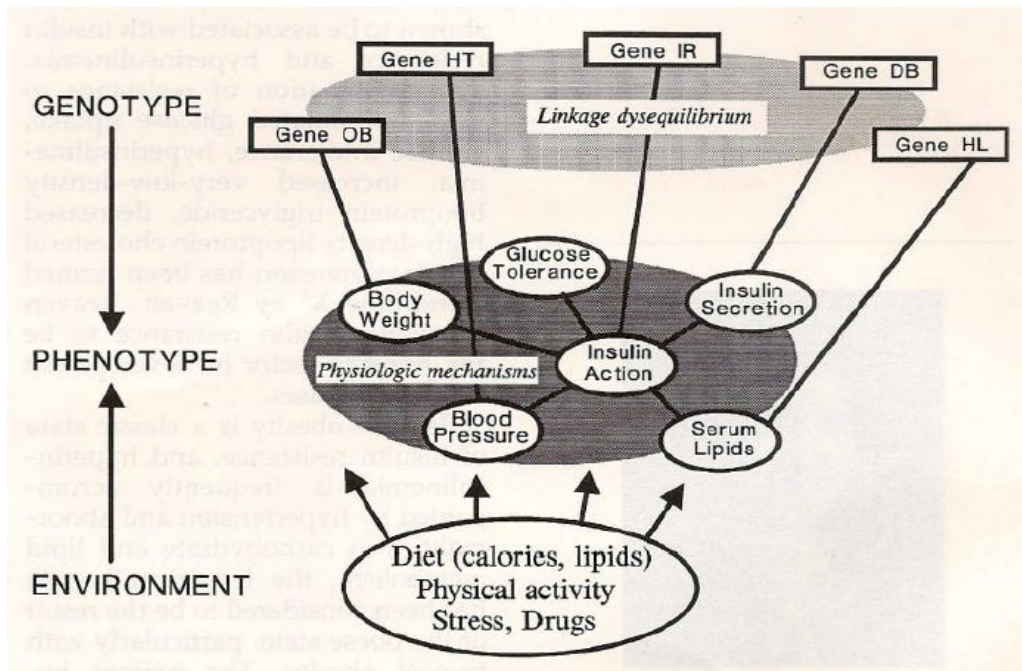 Gene HT
Gene IR
Gene DB
GENOTYPE
Gene OB
Linkage dysequilibrium
Gene HL
Glucose
Tolerance
Body
Weight
Insulin
Secretion
PHENOTYPE
Physiologic mechanisms
Insulin
Action
Blood
Pressure
Serum
Lipids
ENVIRONMENT
Diet (calories, lipids)
Physical activity
Stress, Drugs